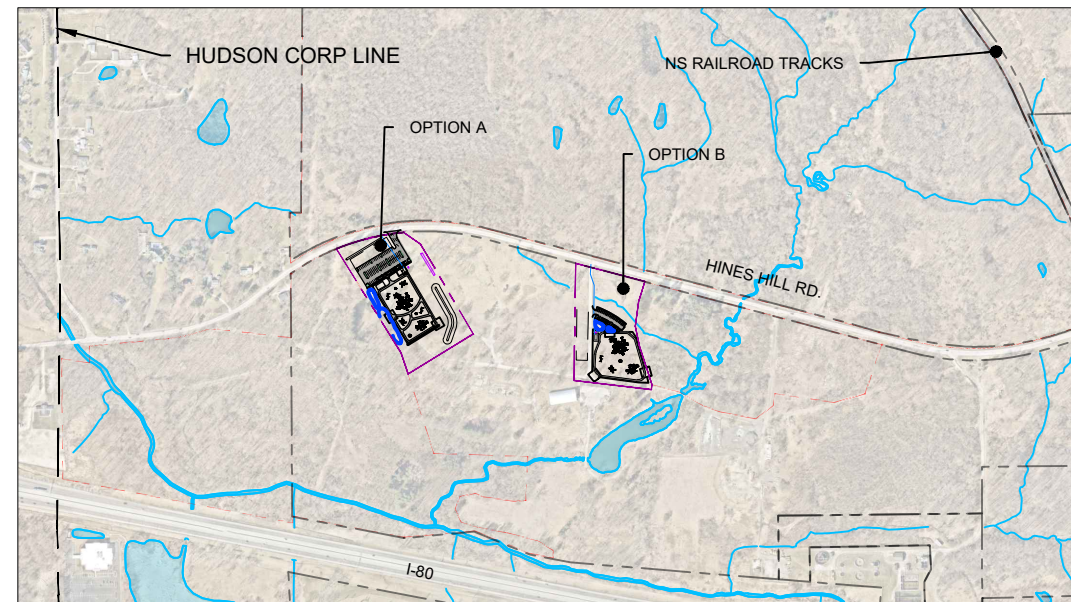 HUDSON CORP LINE
NS RAILROAD TRACKS
OPTION A
OPTION B
HINES HILL RD.
I-80